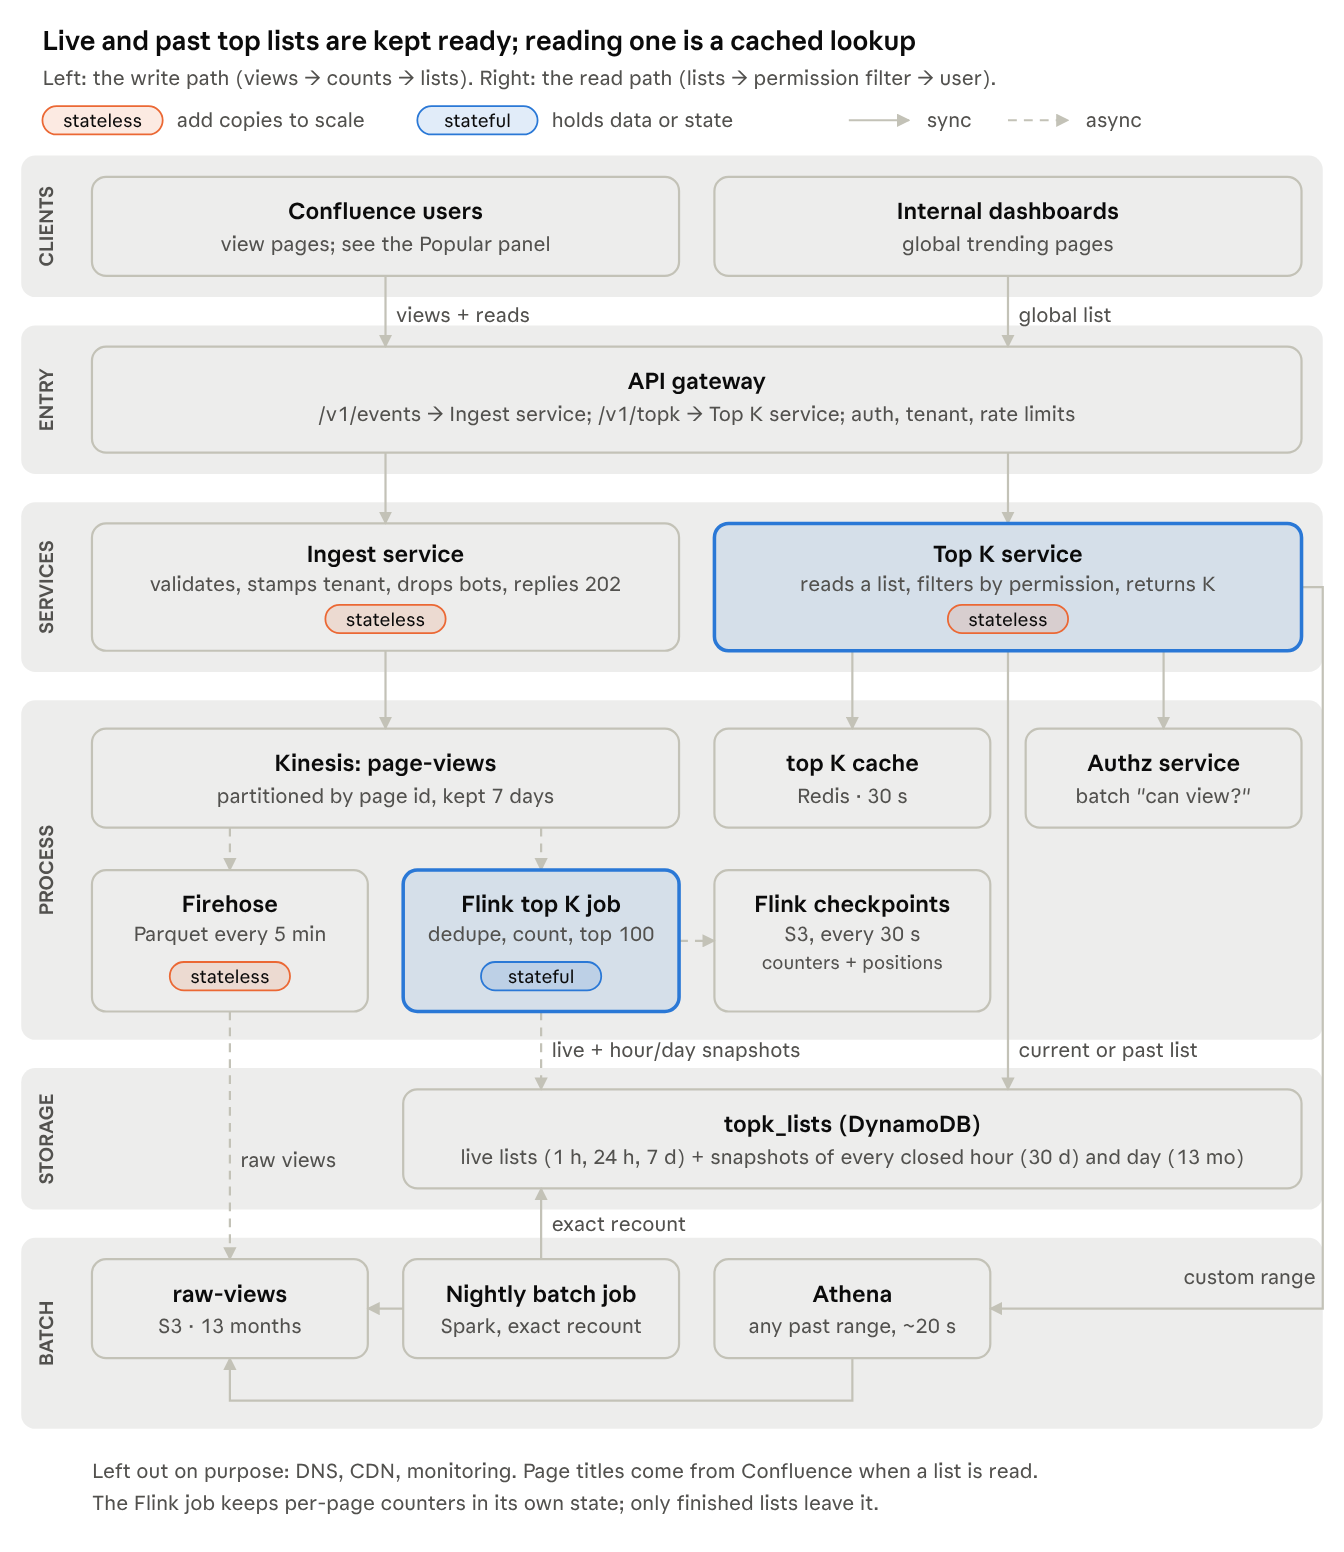 Live and past top lists are kept ready; reading one is a cached lookup
Left: the write path (views → counts → lists). Right: the read path (lists → permission filter → user).
stateless add copies to scale stateful holds data or state sync async
CLIENTS
Confluence users
view pages; see the Popular panel
Internal dashboards
global trending pages
views + reads
global list
ENTRY
API gateway
/v1/events → Ingest service; /v1/topk → Top K service; auth, tenant, rate limits
SERVICES
Ingest service
validates, stamps tenant, drops bots, replies 202
stateless
Top K service
reads a list, filters by permission, returns K
stateless
PROCESS
Kinesis: page-views
partitioned by page id, kept 7 days
top K cache
Redis · 30 s
Authz service
batch "can view?"
Firehose
Parquet every 5 min
stateless
Flink top K job
dedupe, count, top 100
stateful
Flink checkpoints
S3, every 30 s
counters + positions
live + hour/day snapshots
current or past list
STORAGE
raw views
topk_lists (DynamoDB)
live lists (1 h, 24 h, 7 d) + snapshots of every closed hour (30 d) and day (13 mo)
exact recount
custom range
BATCH
raw-views
S3 · 13 months
Nightly batch job
Spark, exact recount
Athena
any past range, ~20 s
Left out on purpose: DNS, CDN, monitoring. Page titles come from Confluence when a list is read.
The Flink job keeps per-page counters in its own state; only finished lists leave it.